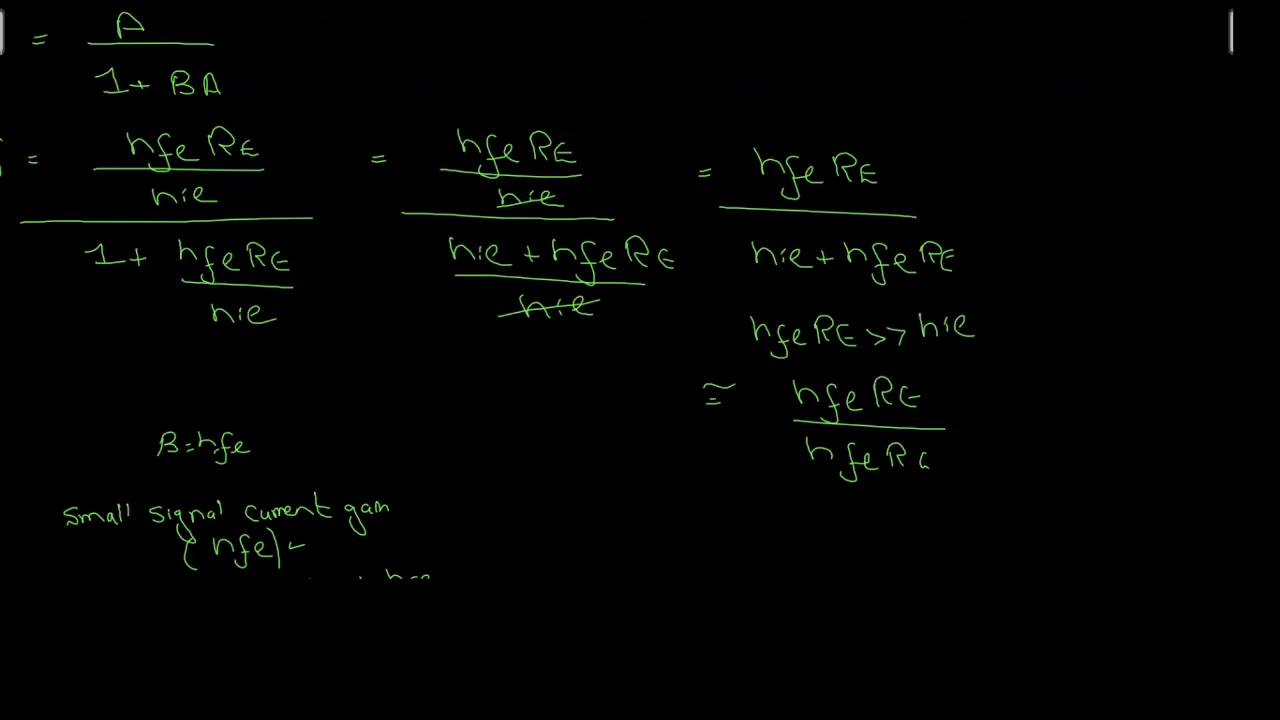 = A
1+ BA
= hfe RE = hfe RE = hfe RE
hie hie
1+ hfe RE hie + hfe RE hie + hfe RE
hie hie
hfe RE >> hie
≅ hfe RE
hfe R
B=hfe
Small signal current gain
(hfe)